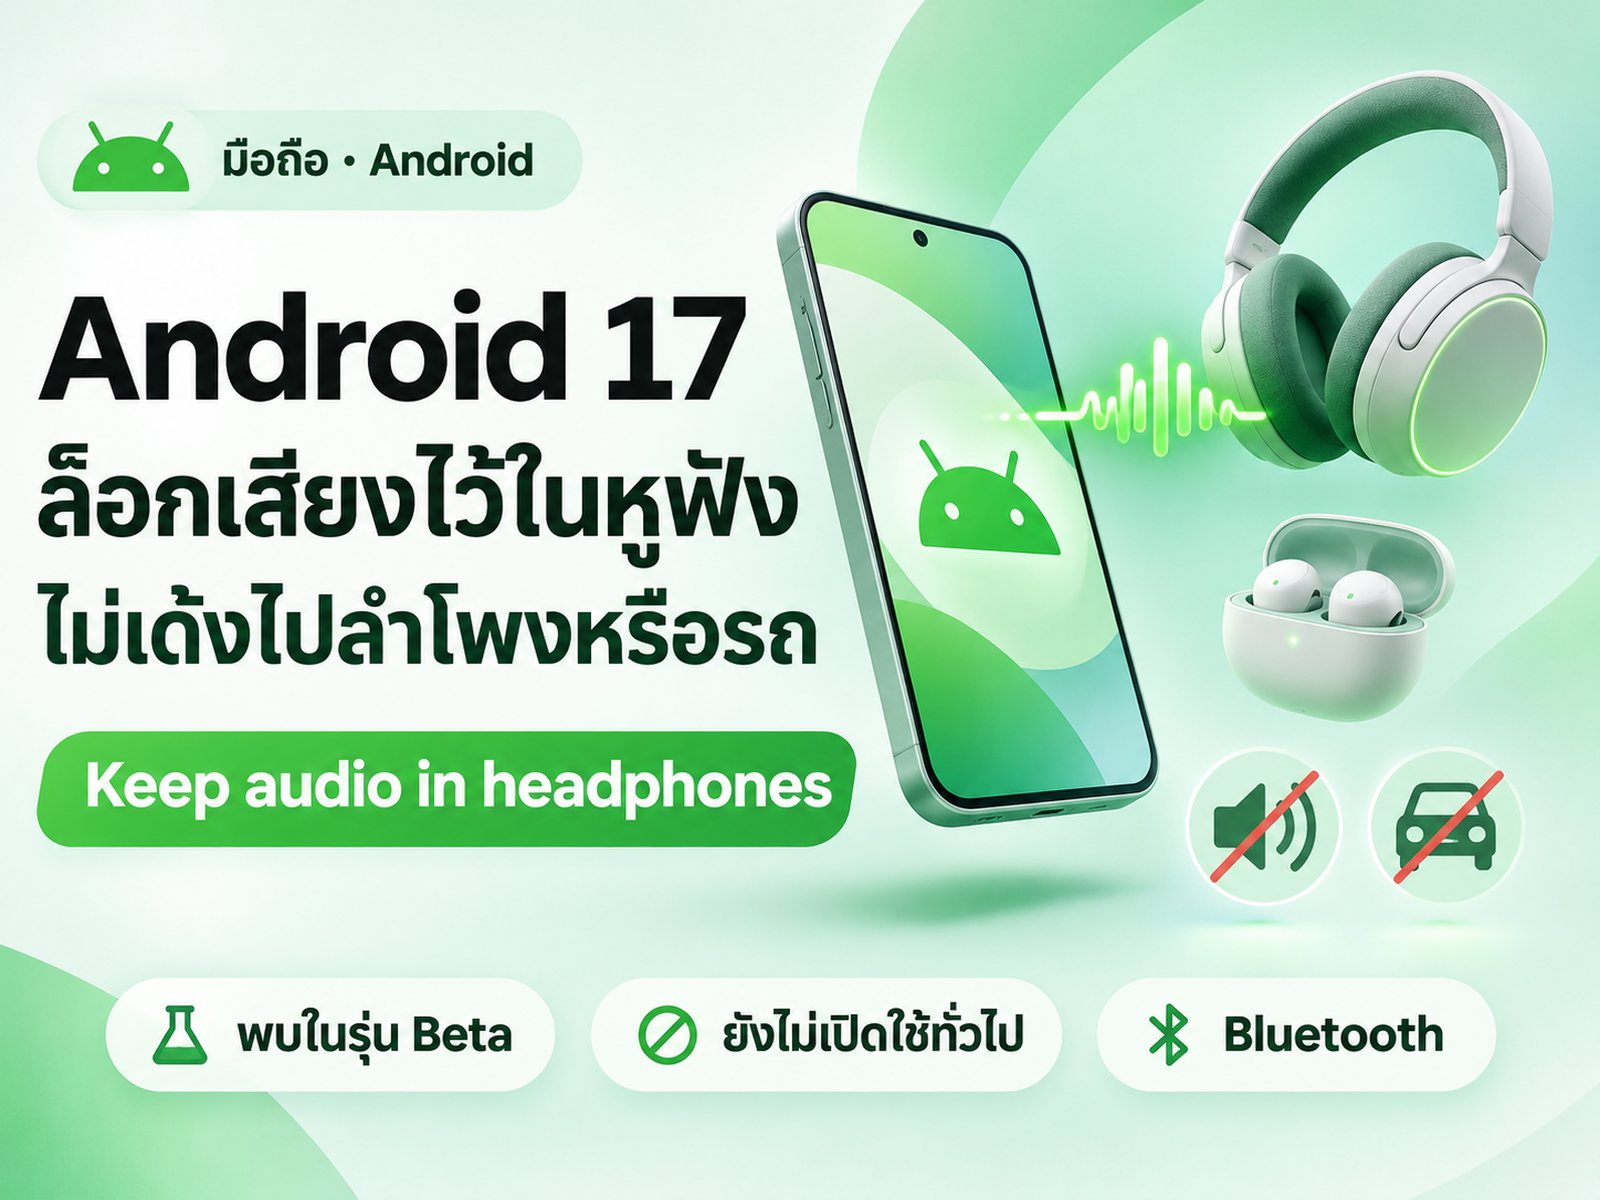 มือถือ · Android
Android 17
ล็อกเสียงไว้ในหูฟัง
ไม่เด้งไปลำโพงหรือรถ
Keep audio in headphones
พบในรุ่น Beta
ยังไม่เปิดใช้ทั่วไป
Bluetooth